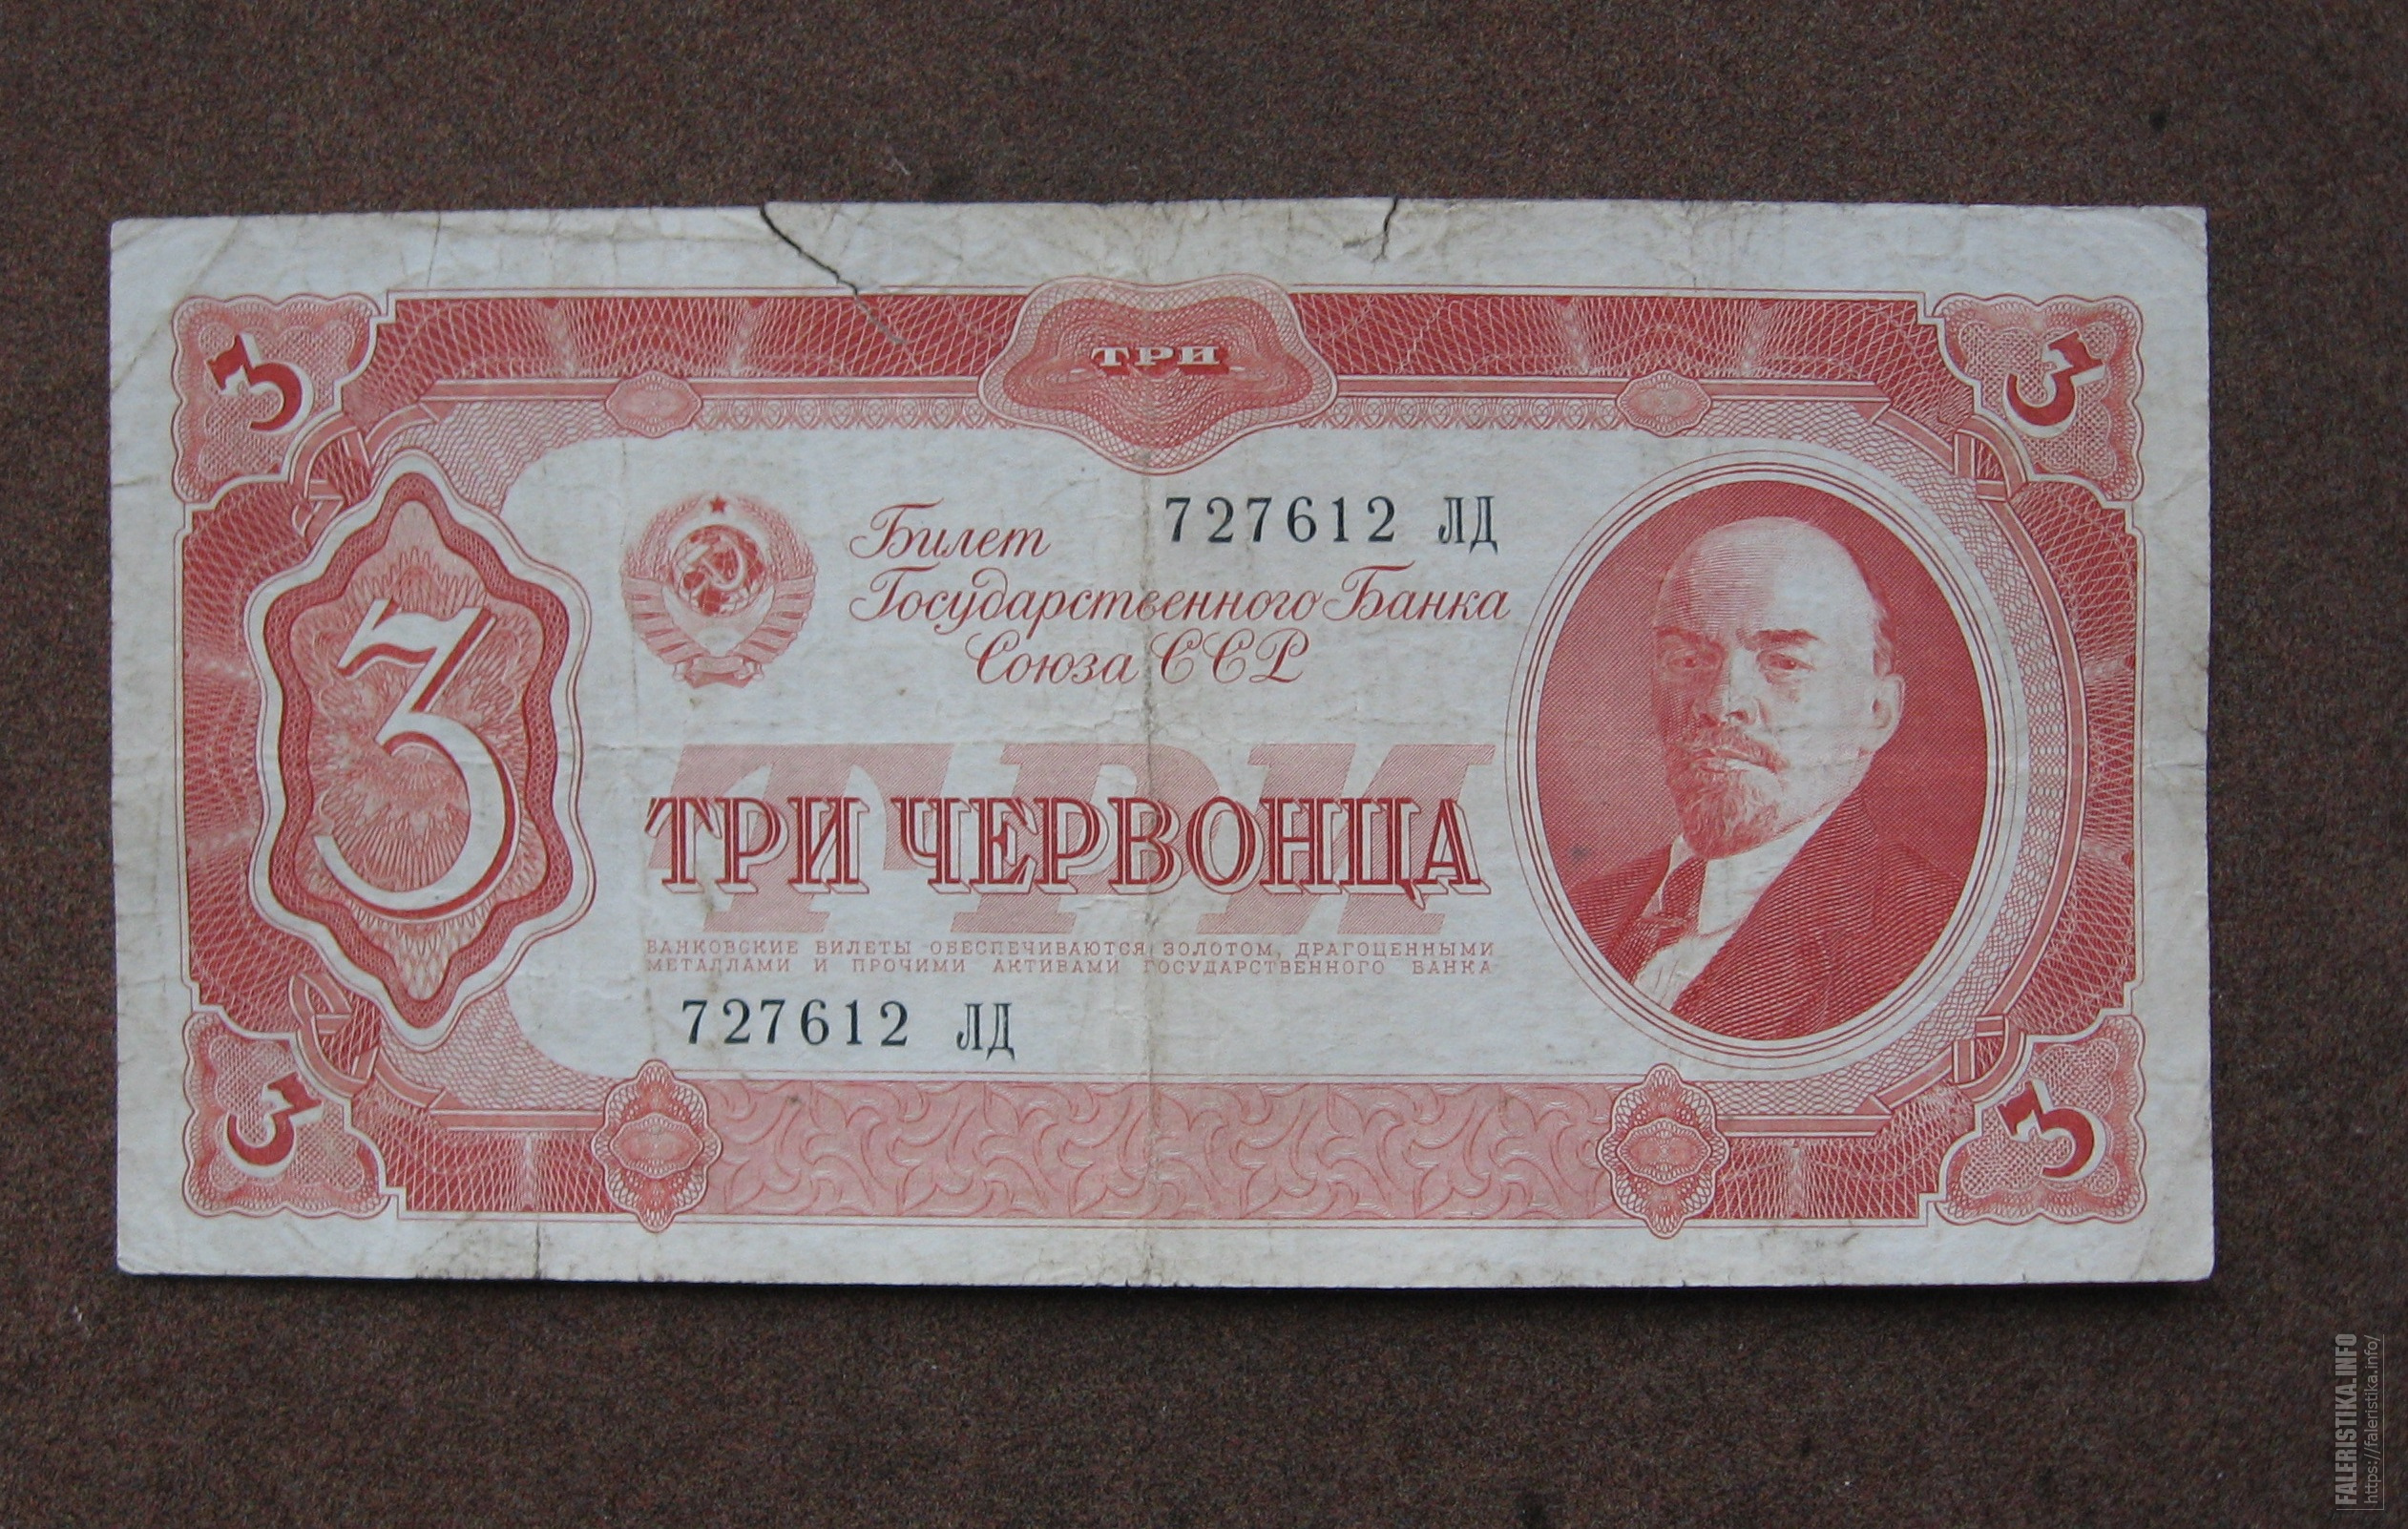 3
ТРИ
3
727612 ЛД
Билет
Государственного Банка
Союза ССР
3
ТРИ
ТРИ ЧЕРВОНЦА
БАНКОВСКИЕ БИЛЕТЫ ОБЕСПЕЧИВАЮТСЯ ЗОЛОТОМ, ДРАГОЦЕННЫМИ
МЕТАЛЛАМИ И ПРОЧИМИ АКТИВАМИ ГОСУДАРСТВЕННОГО БАНКА
727612 ЛД
3
3
FALERISTIKA.INFO
https://faleristika.info/